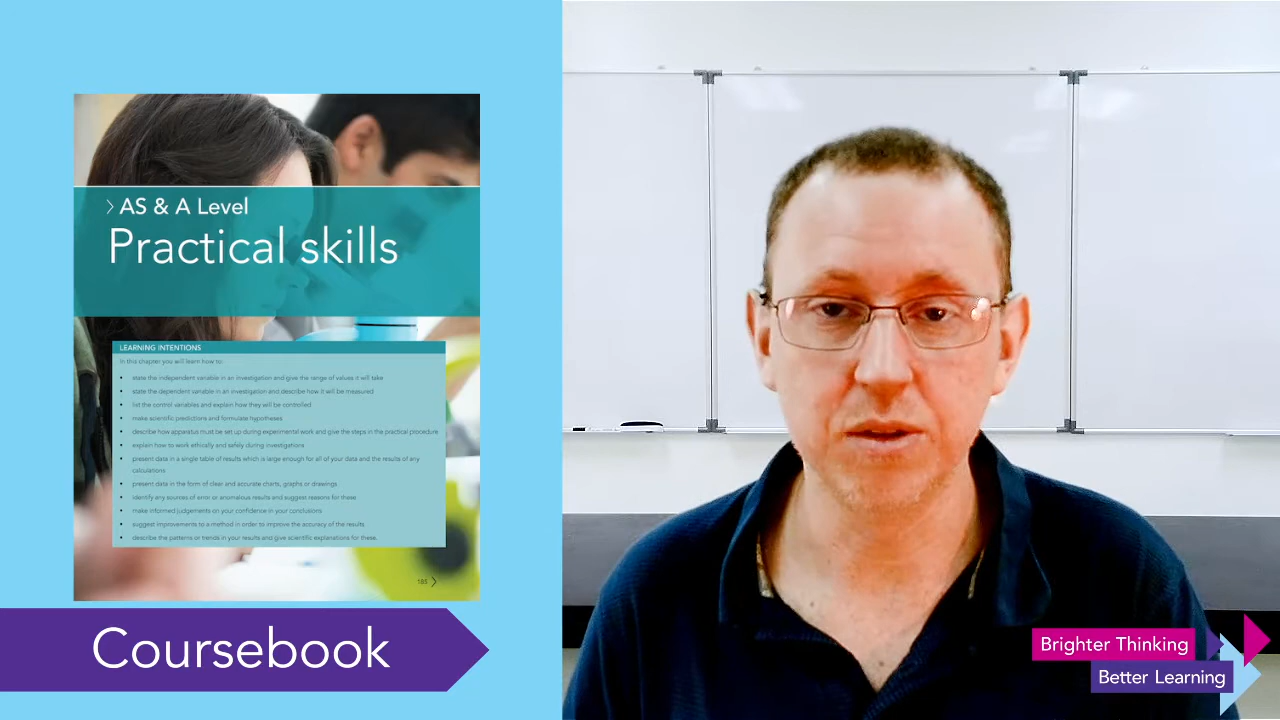 AS & A Level
Practical skills
LEARNING INTENTIONS
In this chapter you will learn how to:
• state the independent variable in an investigation and give the range of values it will take
• state the dependent variable in an investigation and describe how it will be measured
• list the control variables and explain how they will be controlled
• make scientific predictions and formulate hypotheses
• describe how apparatus must be set up during experimental work and give the steps in the practical procedure
• explain how to work ethically and safely during investigations
• present data in a single table of results which is large enough for all of your data and the results of any
calculations
• present data in the form of clear and accurate charts, graphs or drawings
• identify any sources of error or anomalous results and suggest reasons for these
• make informed judgements on your confidence in your conclusions
• suggest improvements to a method in order to improve the accuracy of the results
• describe the patterns or trends in your results and give scientific explanations for these.
185
Coursebook
Brighter Thinking
Better Learning